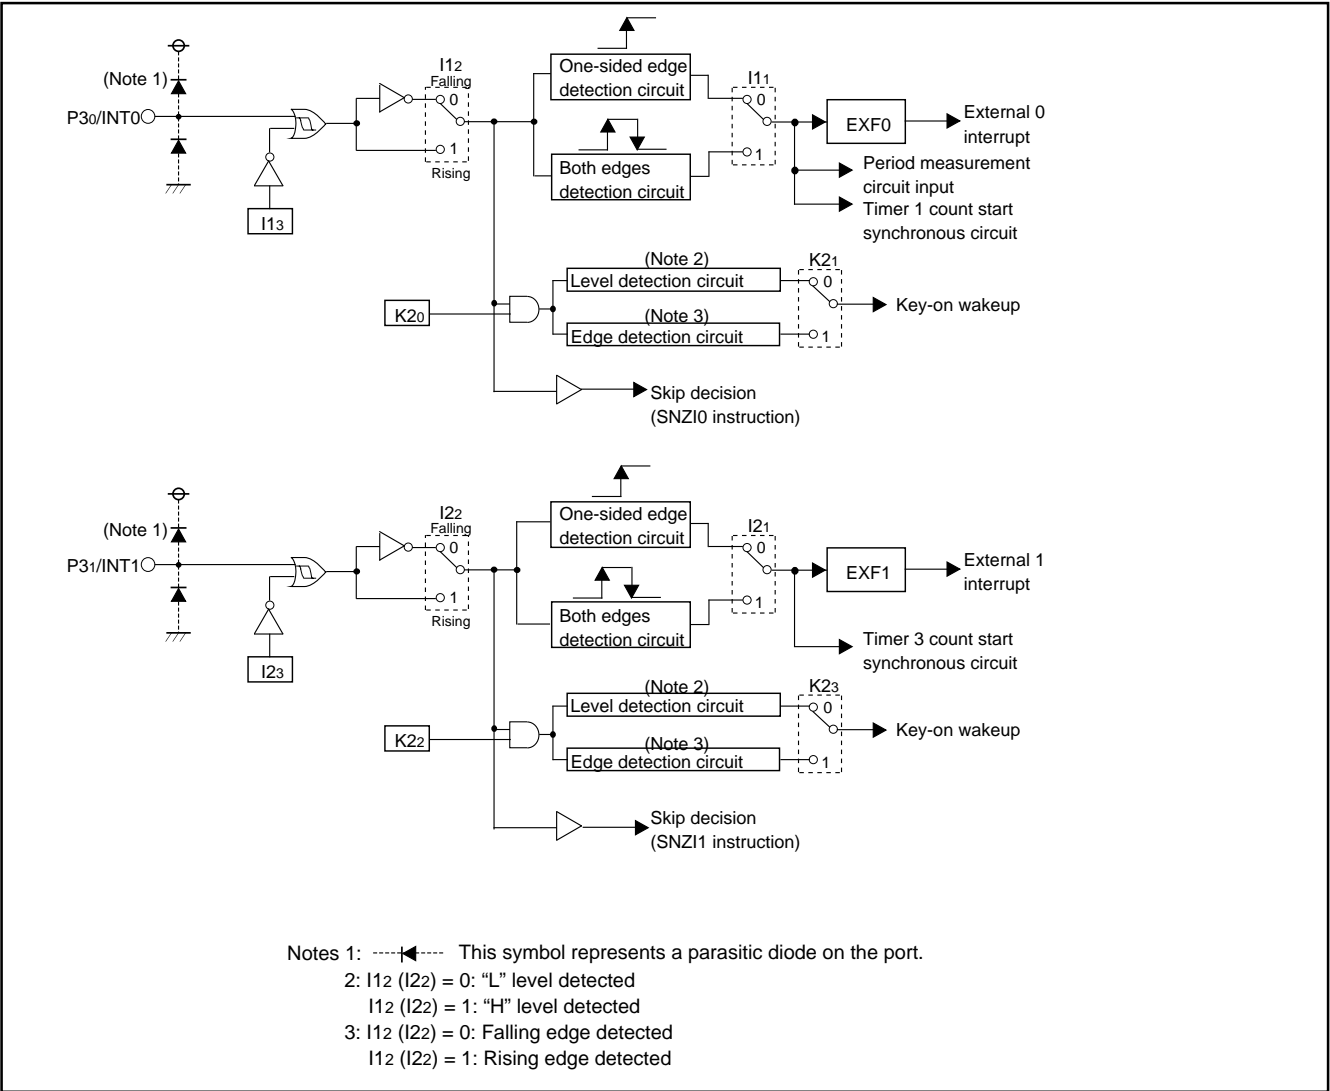 I12
Falling
(Note 1)
0
One-sided edge
detection circuit
I11
0
P30/INT0
EXF0
External 0
interrupt
1
Rising
Both edges
detection circuit
1
Period measurement
circuit input
I13
Timer 1 count start
synchronous circuit
(Note 2)
K21
Level detection circuit
0
K20
Key-on wakeup
(Note 3)
Edge detection circuit
1
Skip decision
(SNZI0 instruction)
I22
Falling
(Note 1)
0
One-sided edge
detection circuit
I21
0
P31/INT1
EXF1
External 1
interrupt
1
Rising
Both edges
detection circuit
1
I23
Timer 3 count start
synchronous circuit
(Note 2)
K23
Level detection circuit
0
K22
Key-on wakeup
(Note 3)
Edge detection circuit
1
Skip decision
(SNZI1 instruction)
Notes 1: This symbol represents a parasitic diode on the port.
2: I12 (I22) = 0: “L” level detected
I12 (I22) = 1: “H” level detected
3: I12 (I22) = 0: Falling edge detected
I12 (I22) = 1: Rising edge detected